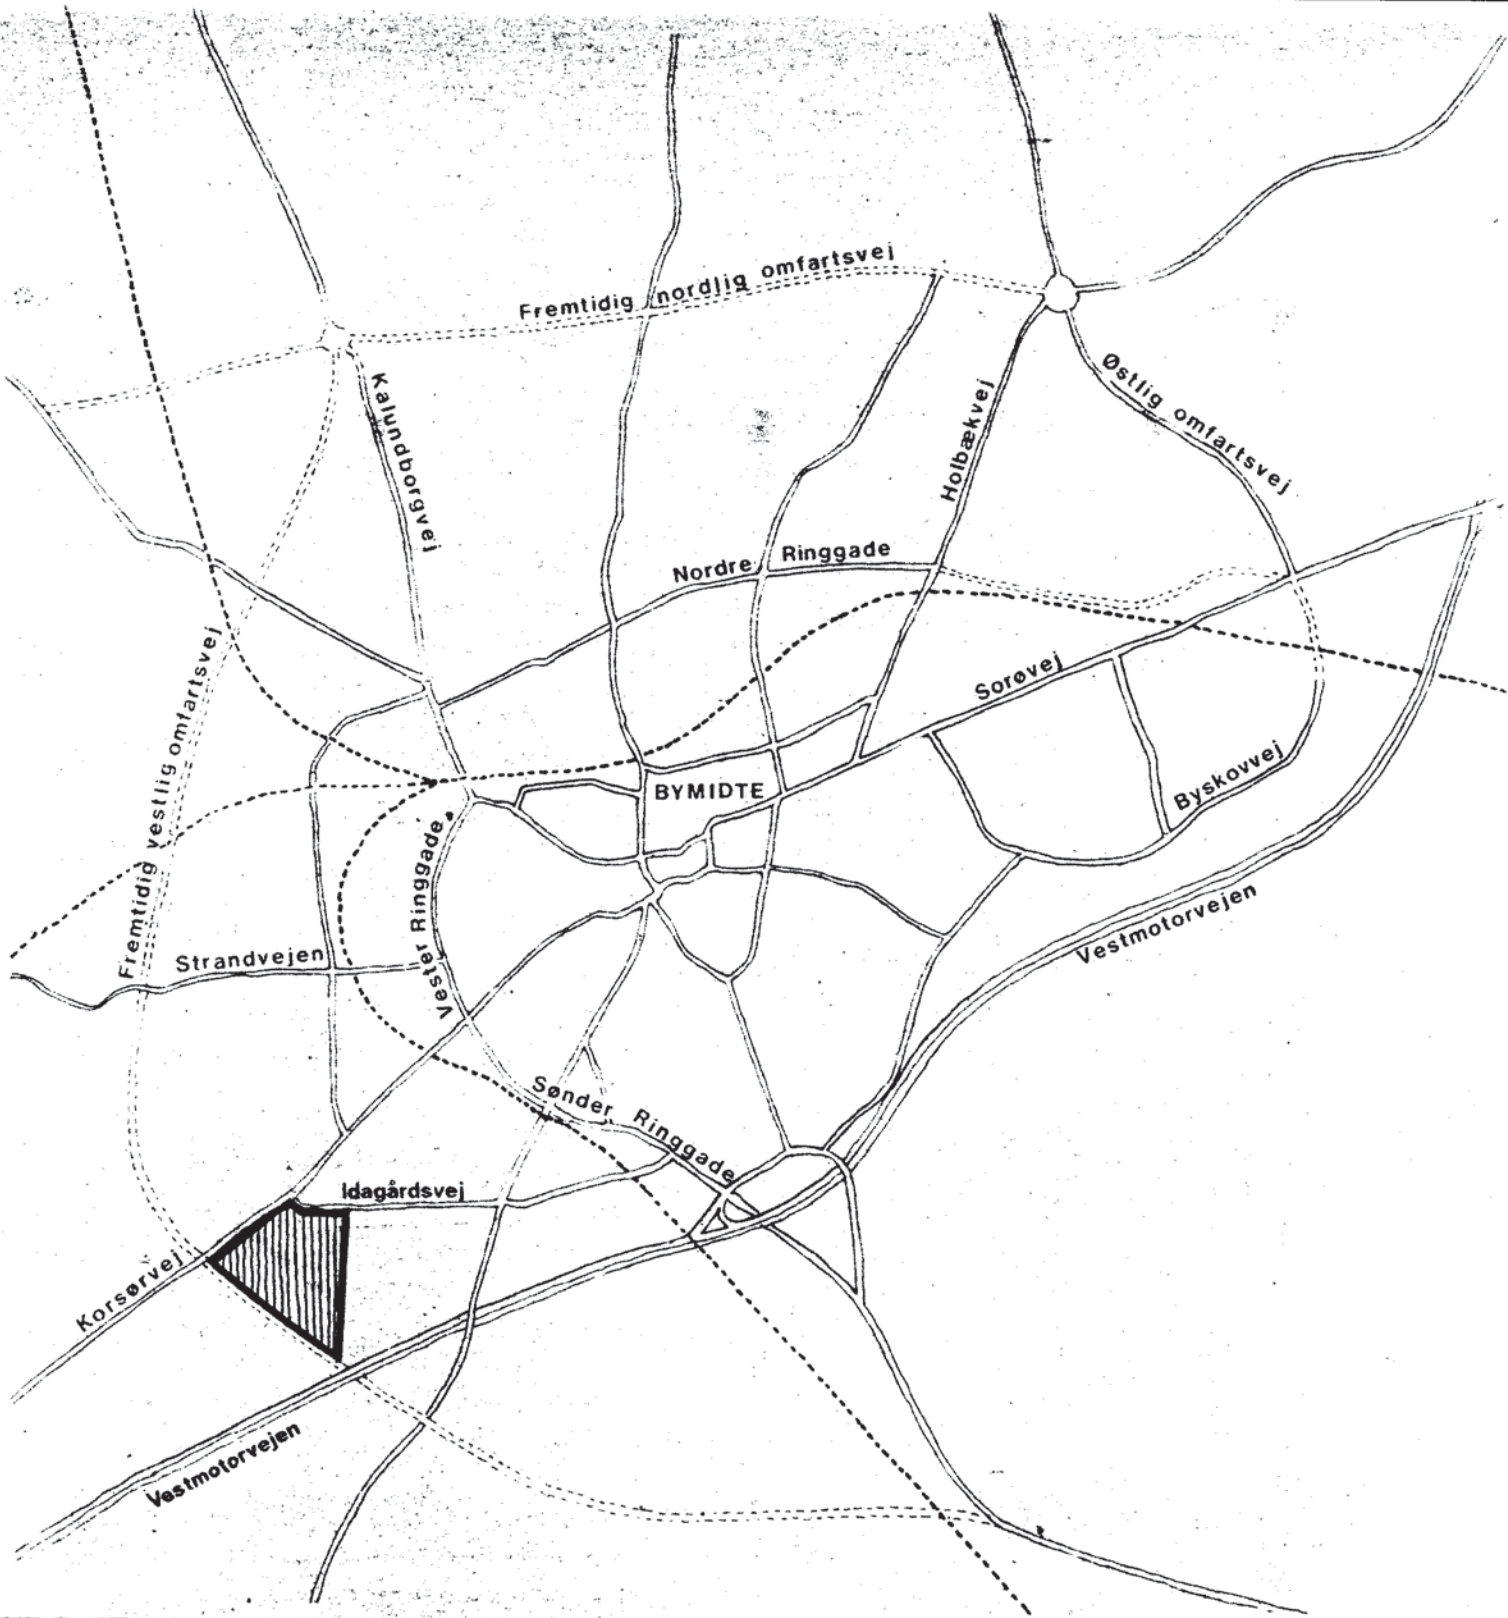 Fremtidig nordlig omfartsvej
Kalundborgvej
Østlig omfartsvej
Holbækvej
Nordre Ringgade
Fremtidig vestlig omfartsvej
Sorøvej
BYMIDTE
Byskovvej
Vester Ringgade
Strandvejen
Vestmotorvejen
Sønder Ringgade
Idagårdsvej
Korsørvej
Vestmotorvejen